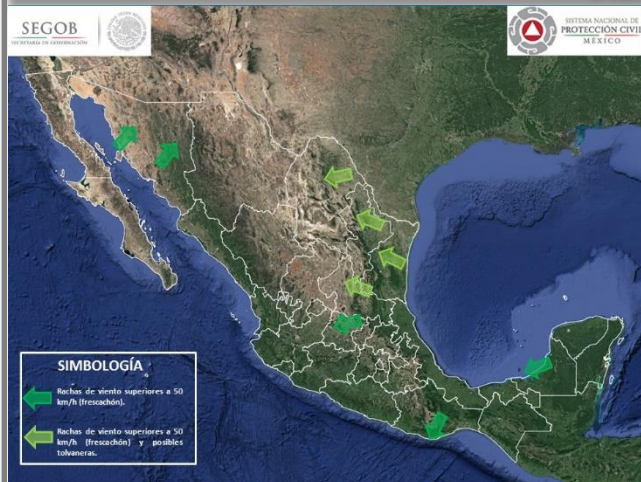 SEGOB
SECRETARÍA DE GOBERNACIÓN
SISTEMA NACIONAL DE
PROTECCIÓN CIVIL
MÉXICO
SIMBOLOGÍA
Rachas de viento superiores a 50
km/h (frescachón).
Rachas de viento superiores a 50
km/h (frescachón) y posibles
tolvaneras.